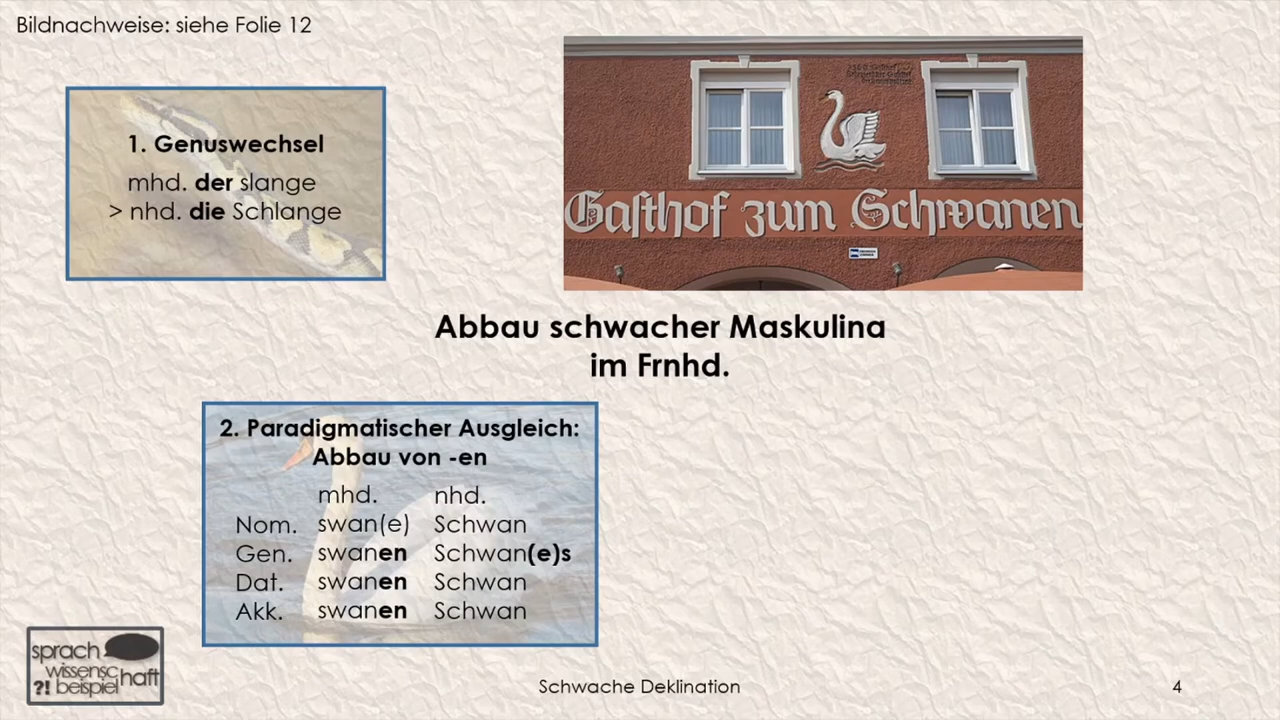 Bildnachweise: siehe Folie 12
1. Genuswechsel
mhd. der slange
> nhd. die Schlange
Gasthof zum Schwanen
Abbau schwacher Maskulina
im Frnhd.
2. Paradigmatischer Ausgleich:
Abbau von -en
mhd. nhd.
Nom. swan(e) Schwan
Gen. swanen Schwan(e)s
Dat. swanen Schwan
Akk. swanen Schwan
sprach
wissensc
haft
?! beispiel
Schwache Deklination
4